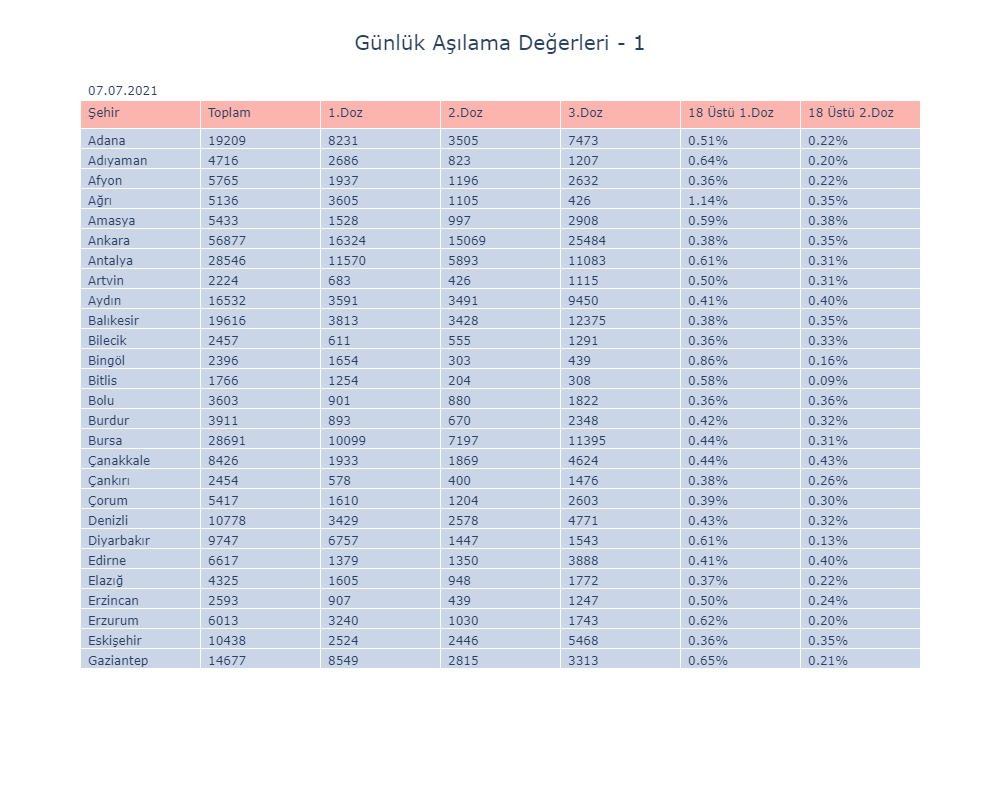 Günlük Aşılama Değerleri - 1
07.07.2021
Şehir Toplam 1.Doz 2.Doz 3.Doz 18 Üstü 1.Doz 18 Üstü 2.Doz
Adana 19209 8231 3505 7473 0.51% 0.22%
Adıyaman 4716 2686 823 1207 0.64% 0.20%
Afyon 5765 1937 1196 2632 0.36% 0.22%
Ağrı 5136 3605 1105 426 1.14% 0.35%
Amasya 5433 1528 997 2908 0.59% 0.38%
Ankara 56877 16324 15069 25484 0.38% 0.35%
Antalya 28546 11570 5893 11083 0.61% 0.31%
Artvin 2224 683 426 1115 0.50% 0.31%
Aydın 16532 3591 3491 9450 0.41% 0.40%
Balıkesir 19616 3813 3428 12375 0.38% 0.35%
Bilecik 2457 611 555 1291 0.36% 0.33%
Bingöl 2396 1654 303 439 0.86% 0.16%
Bitlis 1766 1254 204 308 0.58% 0.09%
Bolu 3603 901 880 1822 0.36% 0.36%
Burdur 3911 893 670 2348 0.42% 0.32%
Bursa 28691 10099 7197 11395 0.44% 0.31%
Çanakkale 8426 1933 1869 4624 0.44% 0.43%
Çankırı 2454 578 400 1476 0.38% 0.26%
Çorum 5417 1610 1204 2603 0.39% 0.30%
Denizli 10778 3429 2578 4771 0.43% 0.32%
Diyarbakır 9747 6757 1447 1543 0.61% 0.13%
Edirne 6617 1379 1350 3888 0.41% 0.40%
Elazığ 4325 1605 948 1772 0.37% 0.22%
Erzincan 2593 907 439 1247 0.50% 0.24%
Erzurum 6013 3240 1030 1743 0.62% 0.20%
Eskişehir 10438 2524 2446 5468 0.36% 0.35%
Gaziantep 14677 8549 2815 3313 0.65% 0.21%